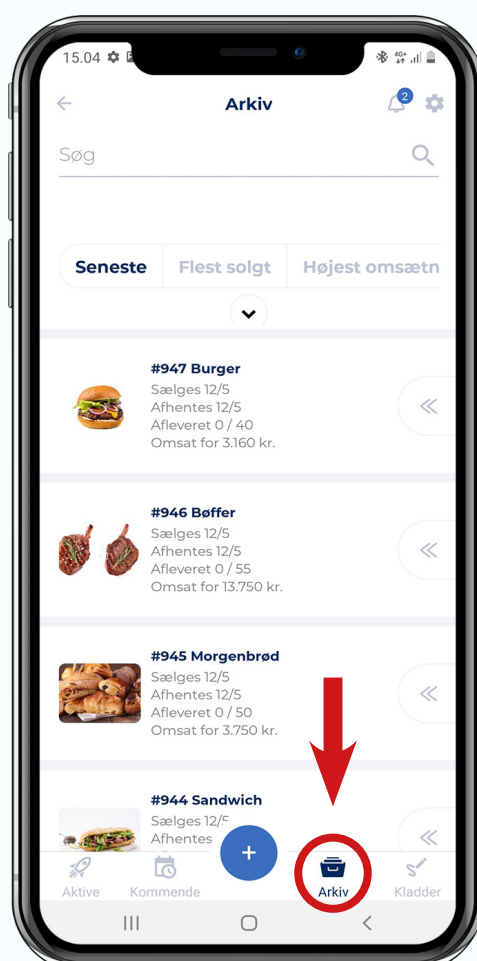 15.04
4G+
Arkiv
2
Søg
Seneste
Flest solgt
Højest omsætn
#947 Burger
Sælges 12/5
Afhentes 12/5
Afleveret 0 / 40
Omsat for 3.160 kr.
#946 Bøffer
Sælges 12/5
Afhentes 12/5
Afleveret 0 / 55
Omsat for 13.750 kr.
#945 Morgenbrød
Sælges 12/5
Afhentes 12/5
Afleveret 0 / 50
Omsat for 3.750 kr.
#944 Sandwich
Sælges 12/5
Afhentes
+
Aktive
Kommende
Arkiv
Kladder